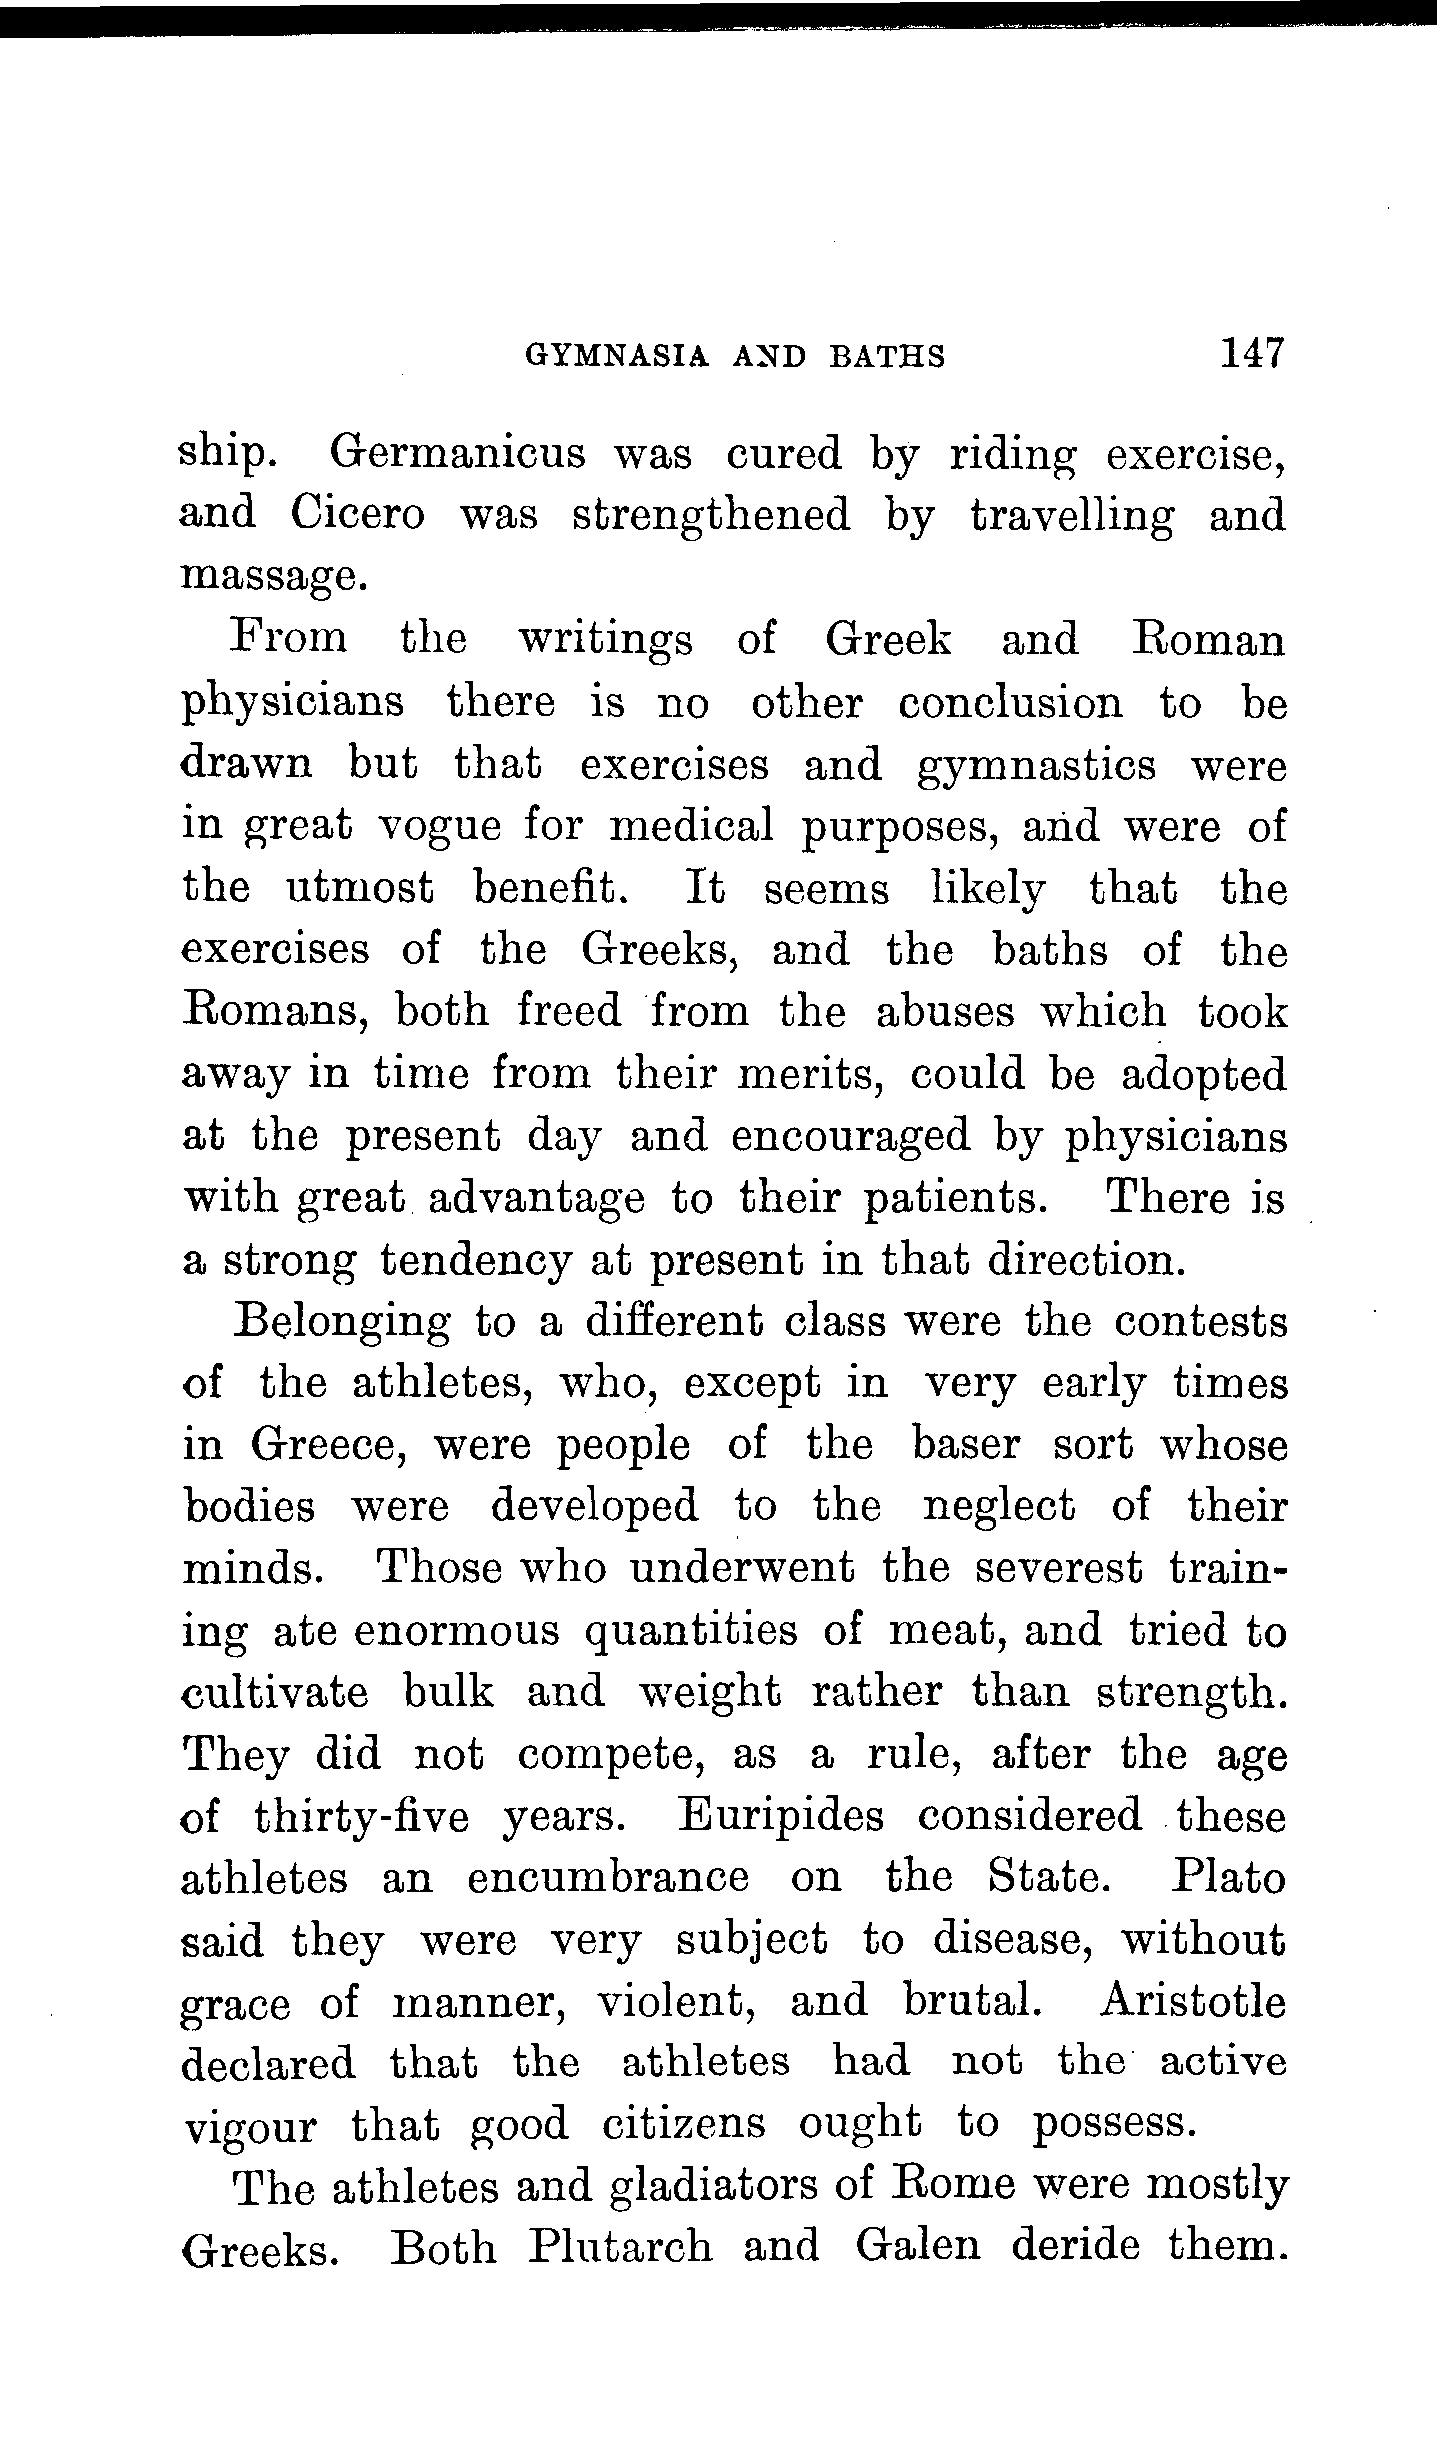 GYMNASIA AND BATHS 147
ship. Germanicus was cured by riding exercise,
and Cicero was strengthened by travelling and
massage.
From the writings of Greek and Roman
physicians there is no other conclusion to be
drawn but that exercises and gymnastics were
in great vogue for medical purposes, and were of
the utmost benefit. It seems likely that the
exercises of the Greeks, and the baths of the
Romans, both freed from the abuses which took
away in time from their merits, could be adopted
at the present day and encouraged by physicians
with great advantage to their patients. There is
a strong tendency at present in that direction.
Belonging to a different class were the contests
of the athletes, who, except in very early times
in Greece, were people of the baser sort whose
bodies were developed to the neglect of their
minds. Those who underwent the severest train-
ing ate enormous quantities of meat, and tried to
cultivate bulk and weight rather than strength.
They did not compete, as a rule, after the age
of thirty-five years. Euripides considered these
athletes an encumbrance on the State. Plato
said they were very subject to disease, without
grace of manner, violent, and brutal. Aristotle
declared that the athletes had not the active
vigour that good citizens ought to possess.
The athletes and gladiators of Rome were mostly
Greeks. Both Plutarch and Galen deride them.